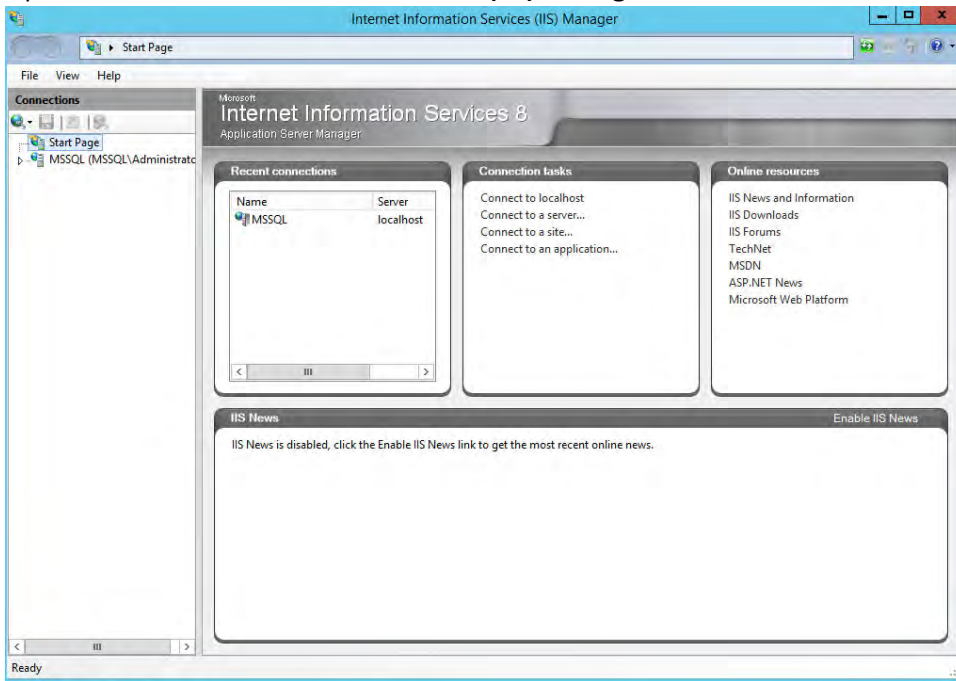 Internet Information Services (IIS) Manager
Start Page
File View Help
Connections
Start Page
MSSQL (MSSQL\Administrato
Microsoft
Internet Information Services 8
Application Server Manager
Recent connections
Name Server
MSSQL localhost
Connection tasks
Connect to localhost
Connect to a server...
Connect to a site...
Connect to an application...
Online resources
IIS News and Information
IIS Downloads
IIS Forums
TechNet
MSDN
ASP.NET News
Microsoft Web Platform
IIS News
Enable IIS News
IIS News is disabled, click the Enable IIS News link to get the most recent online news.
Ready